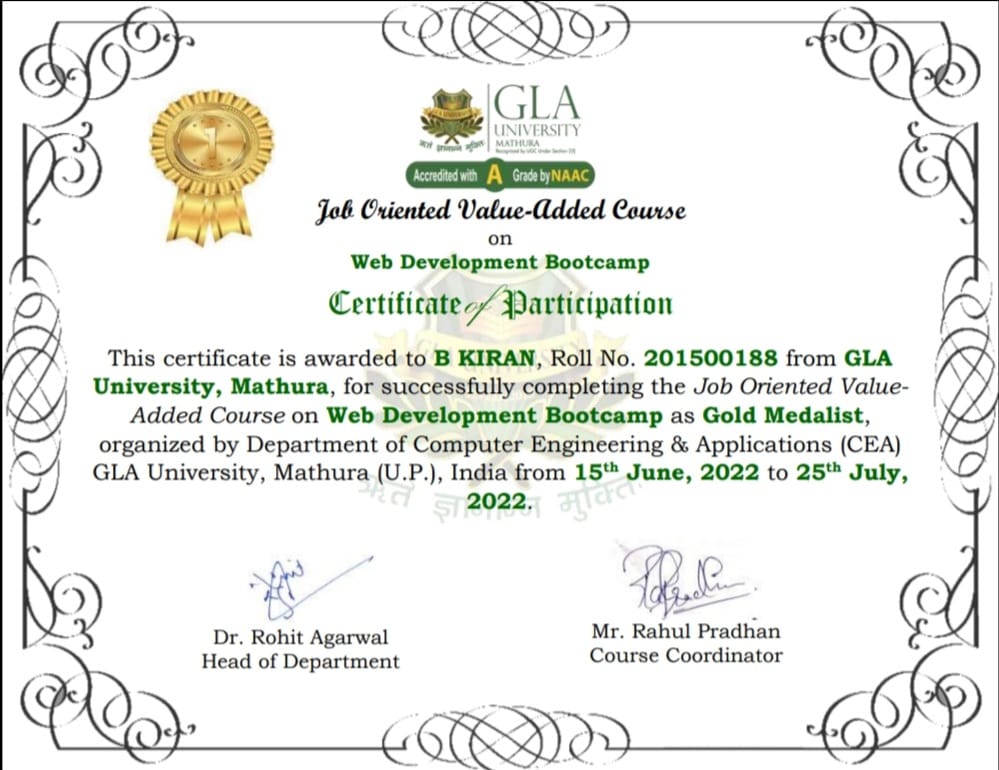 1
GLA
UNIVERSITY
MATHURA
Recognised by UGC Under Section 2(f)
ऋते ज्ञानान्न मुक्तिः
Accredited with A Grade by NAAC
Job Oriented Value-Added Course
on
Web Development Bootcamp
Certificate of Participation
This certificate is awarded to B KIRAN, Roll No. 201500188 from GLA
University, Mathura, for successfully completing the Job Oriented Value-
Added Course on Web Development Bootcamp as Gold Medalist,
organized by Department of Computer Engineering & Applications (CEA)
GLA University, Mathura (U.P.), India from 15th June, 2022 to 25th July,
2022.
ऋते ज्ञानान्न मुक्तिः
Dr. Rohit Agarwal
Head of Department
Mr. Rahul Pradhan
Course Coordinator